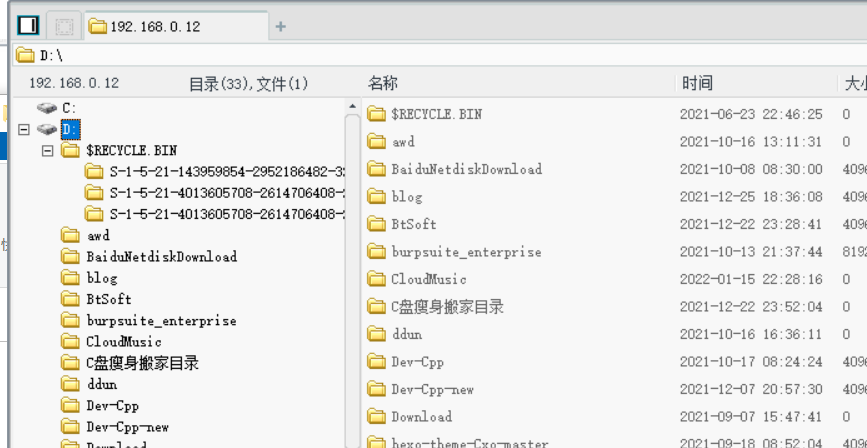 192.168.0.12
D:\
192.168.0.12 目录(33),文件(1)
C:
D:
$RECYCLE.BIN
S-1-5-21-143959854-2952186482-3
S-1-5-21-4013605708-2614706408-
S-1-5-21-4013605708-2614706408-
awd
BaiduNetdiskDownload
blog
BtSoft
burpsuite_enterprise
CloudMusic
C盘瘦身搬家目录
ddun
Dev-Cpp
Dev-Cpp-new
Download
名称 时间 大小
$RECYCLE.BIN 2021-06-23 22:46:25 0
awd 2021-10-16 13:11:31 0
BaiduNetdiskDownload 2021-10-08 08:30:00 4096
blog 2021-12-25 18:36:08 4096
BtSoft 2021-12-22 23:28:41 4096
burpsuite_enterprise 2021-10-13 21:37:44 8192
CloudMusic 2022-01-15 22:28:16 0
C盘瘦身搬家目录 2021-12-22 23:52:04 0
ddun 2021-10-16 16:36:11 0
Dev-Cpp 2021-10-17 08:24:24 4096
Dev-Cpp-new 2021-12-07 20:57:30 4096
Download 2021-09-07 15:47:41 0
hexo-theme-Cxo-master 2021-09-18 08:52:04 4096